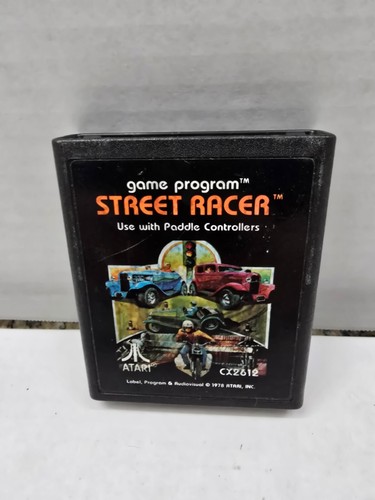 game program™
STREET RACER™
Use with Paddle Controllers
ATARI
CX2612
Label, Program & Audiovisual © 1978 ATARI, INC.